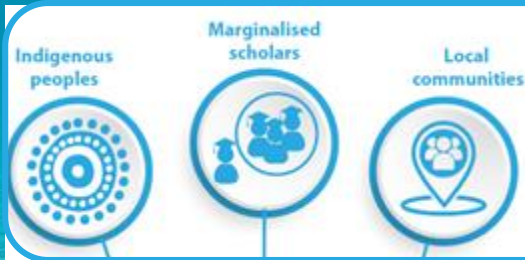 Indigenous
peoples
Marginalised
scholars
Local
communities